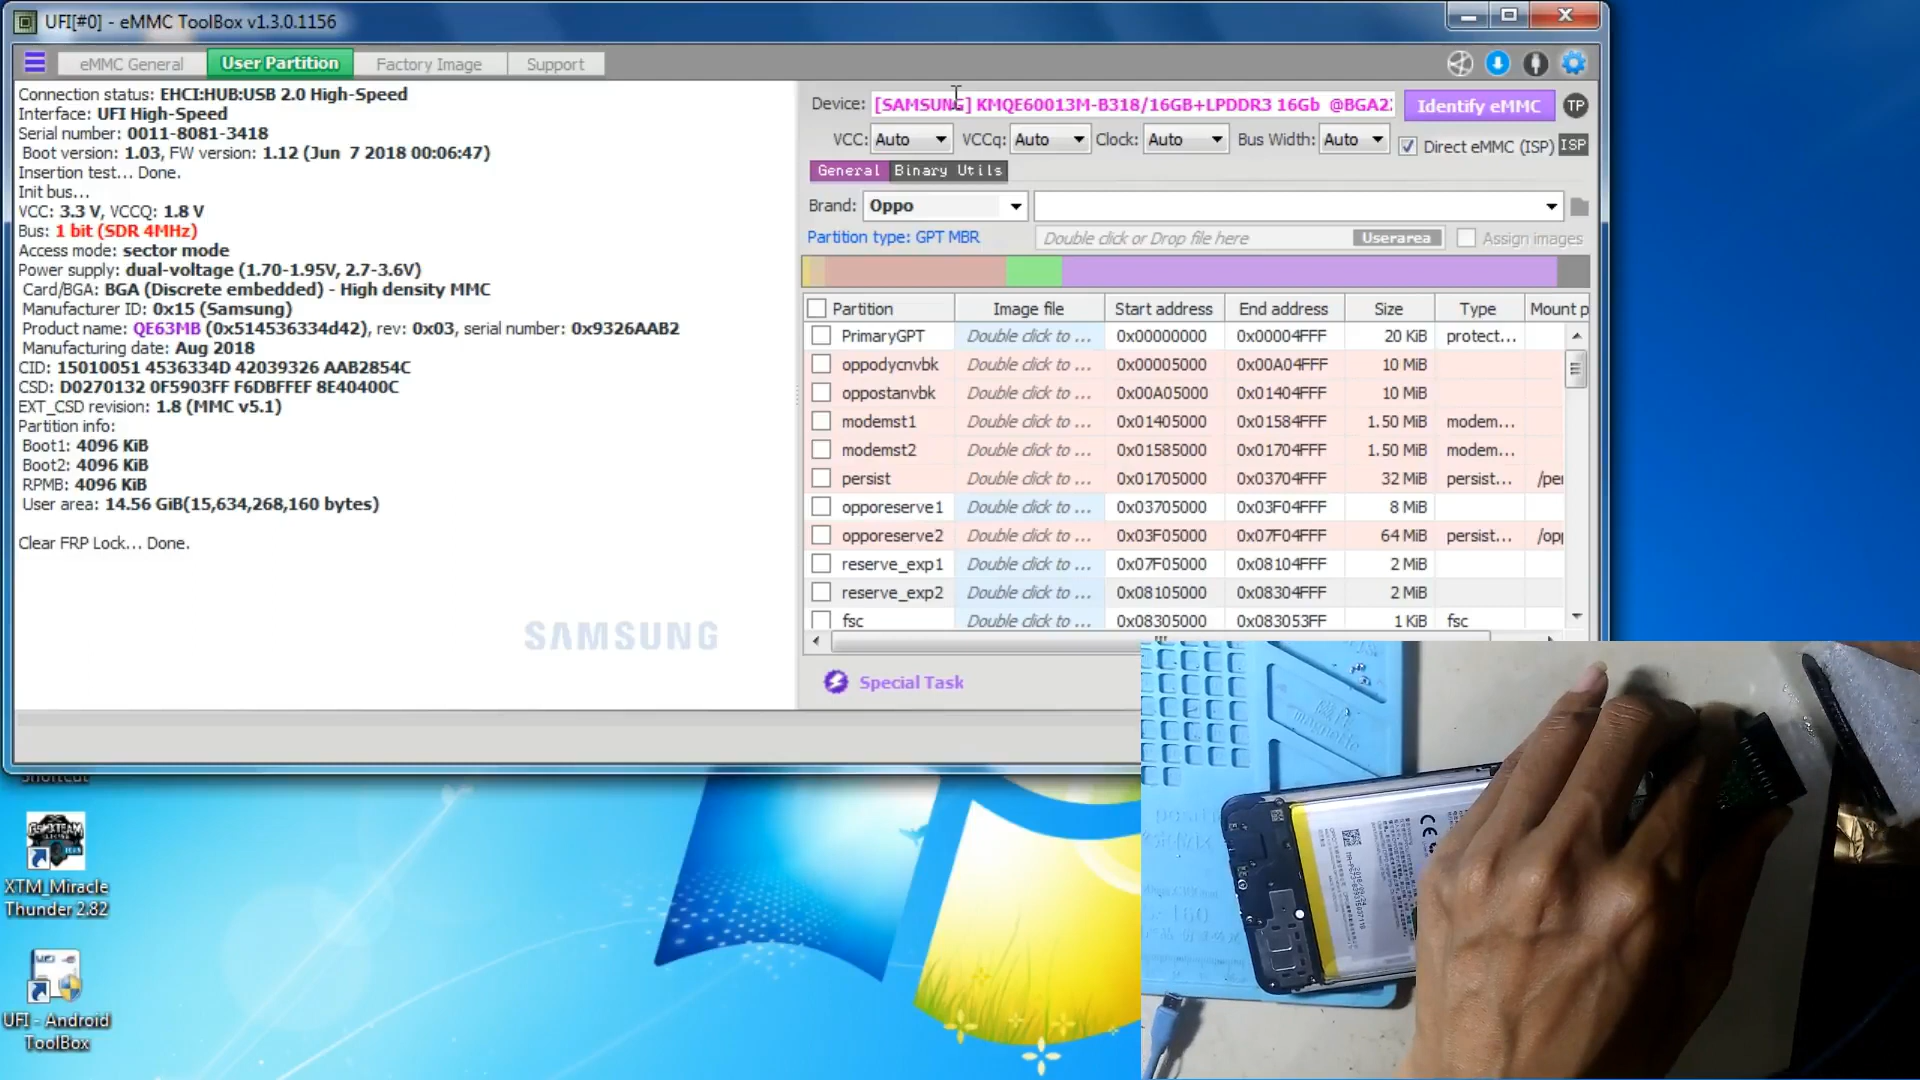 UFI[#0] - eMMC ToolBox v1.3.0.1156
eMMC General
User Partition
Factory Image
Support
Connection status: EHCI:HUB:USB 2.0 High-Speed
Interface: UFI High-Speed
Serial number: 0011-8081-3418
Boot version: 1.03, FW version: 1.12 (Jun 7 2018 00:06:47)
Insertion test... Done.
Init bus...
VCC: 3.3 V, VCCQ: 1.8 V
Bus: 1 bit (SDR 4MHz)
Access mode: sector mode
Power supply: dual-voltage (1.70-1.95V, 2.7-3.6V)
Card/BGA: BGA (Discrete embedded) - High density MMC
Manufacturer ID: 0x15 (Samsung)
Product name: QE63MB (0x514536334d42), rev: 0x03, serial number: 0x9326AAB2
Manufacturing date: Aug 2018
CID: 15010051 4536334D 42039326 AAB2854C
CSD: D0270132 0F5903FF F6DBFFEF 8E40400C
EXT_CSD revision: 1.8 (MMC v5.1)
Partition info:
Boot1: 4096 KiB
Boot2: 4096 KiB
RPMB: 4096 KiB
User area: 14.56 GiB(15,634,268,160 bytes)
Clear FRP Lock... Done.
SAMSUNG
Device: [SAMSUNG] KMQE60013M-B318/16GB+LPDDR3 16Gb @BGA22
Identify eMMC
TP
VCC: Auto VCCq: Auto Clock: Auto Bus Width: Auto Direct eMMC (ISP) ISP
General Binary Utils
Brand: Oppo
Partition type: GPT MBR Double click or Drop file here Userarea Assign images
Partition Image file Start address End address Size Type Mount p
PrimaryGPT Double click to ... 0x00000000 0x00004FFF 20 KiB protect...
oppodycnvbk Double click to ... 0x00005000 0x00A04FFF 10 MiB
oppostanvbk Double click to ... 0x00A05000 0x01404FFF 10 MiB
modemst1 Double click to ... 0x01405000 0x01584FFF 1.50 MiB modem...
modemst2 Double click to ... 0x01585000 0x01704FFF 1.50 MiB modem...
persist Double click to ... 0x01705000 0x03704FFF 32 MiB persist... /per
opporeserve1 Double click to ... 0x03705000 0x03F04FFF 8 MiB
opporeserve2 Double click to ... 0x03F05000 0x07F04FFF 64 MiB persist... /opp
reserve_exp1 Double click to ... 0x07F05000 0x08104FFF 2 MiB
reserve_exp2 Double click to ... 0x08105000 0x08304FFF 2 MiB
fsc Double click to ... 0x08305000 0x083053FF 1 KiB fsc
Special Task
Shortcut
XTM_Miracle
Thunder 2.82
UFI - Android
ToolBox
magnetic
CE